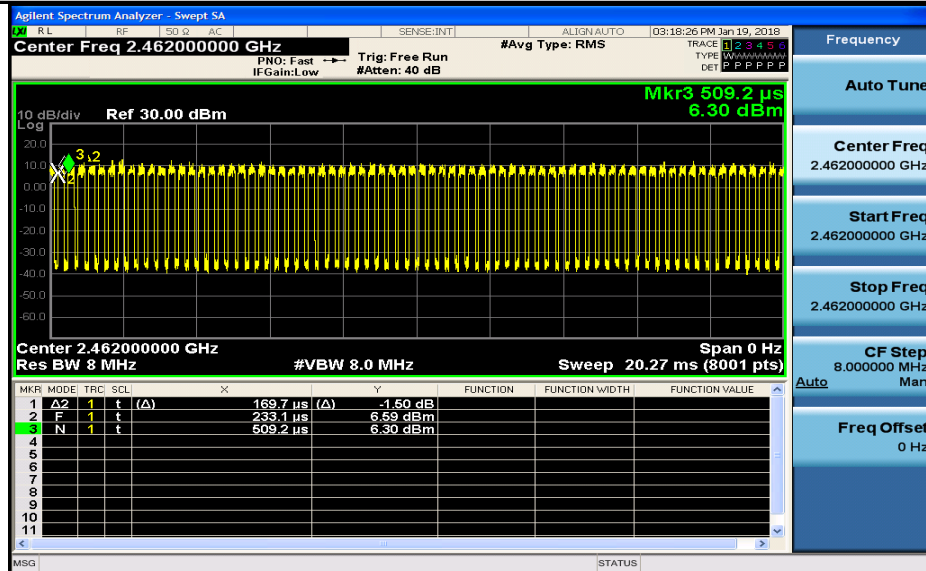 Agilent Spectrum Analyzer - Swept SA
LXI RL RF 50 Ω AC SENSE:INT ALIGN AUTO 03:18:26 PM Jan 19, 2018
Center Freq 2.462000000 GHz
#Avg Type: RMS
TRACE 1 2 3 4 5 6
PNO: Fast
Trig: Free Run
TYPE
IFGain:Low
#Atten: 40 dB
DET P P P P P P
Mkr3 509.2 µs
6.30 dBm
10 dB/div Ref 30.00 dBm
Log
20.0
10.0
0.00
-10.0
-20.0
-30.0
-40.0
-50.0
-60.0
Center 2.462000000 GHz Span 0 Hz
Res BW 8 MHz #VBW 8.0 MHz Sweep 20.27 ms (8001 pts)
MKR MODE TRC SCL X Y FUNCTION FUNCTION WIDTH FUNCTION VALUE
1 Δ2 1 t (Δ) 169.7 µs (Δ) -1.50 dB
2 F 1 t 233.1 µs 6.59 dBm
3 N 1 t 509.2 µs 6.30 dBm
4
5
6
7
8
9
10
11
MSG STATUS
Frequency
Auto Tune
Center Freq
2.462000000 GHz
Start Freq
2.462000000 GHz
Stop Freq
2.462000000 GHz
CF Step
8.000000 MHz
Auto Man
Freq Offset
0 Hz